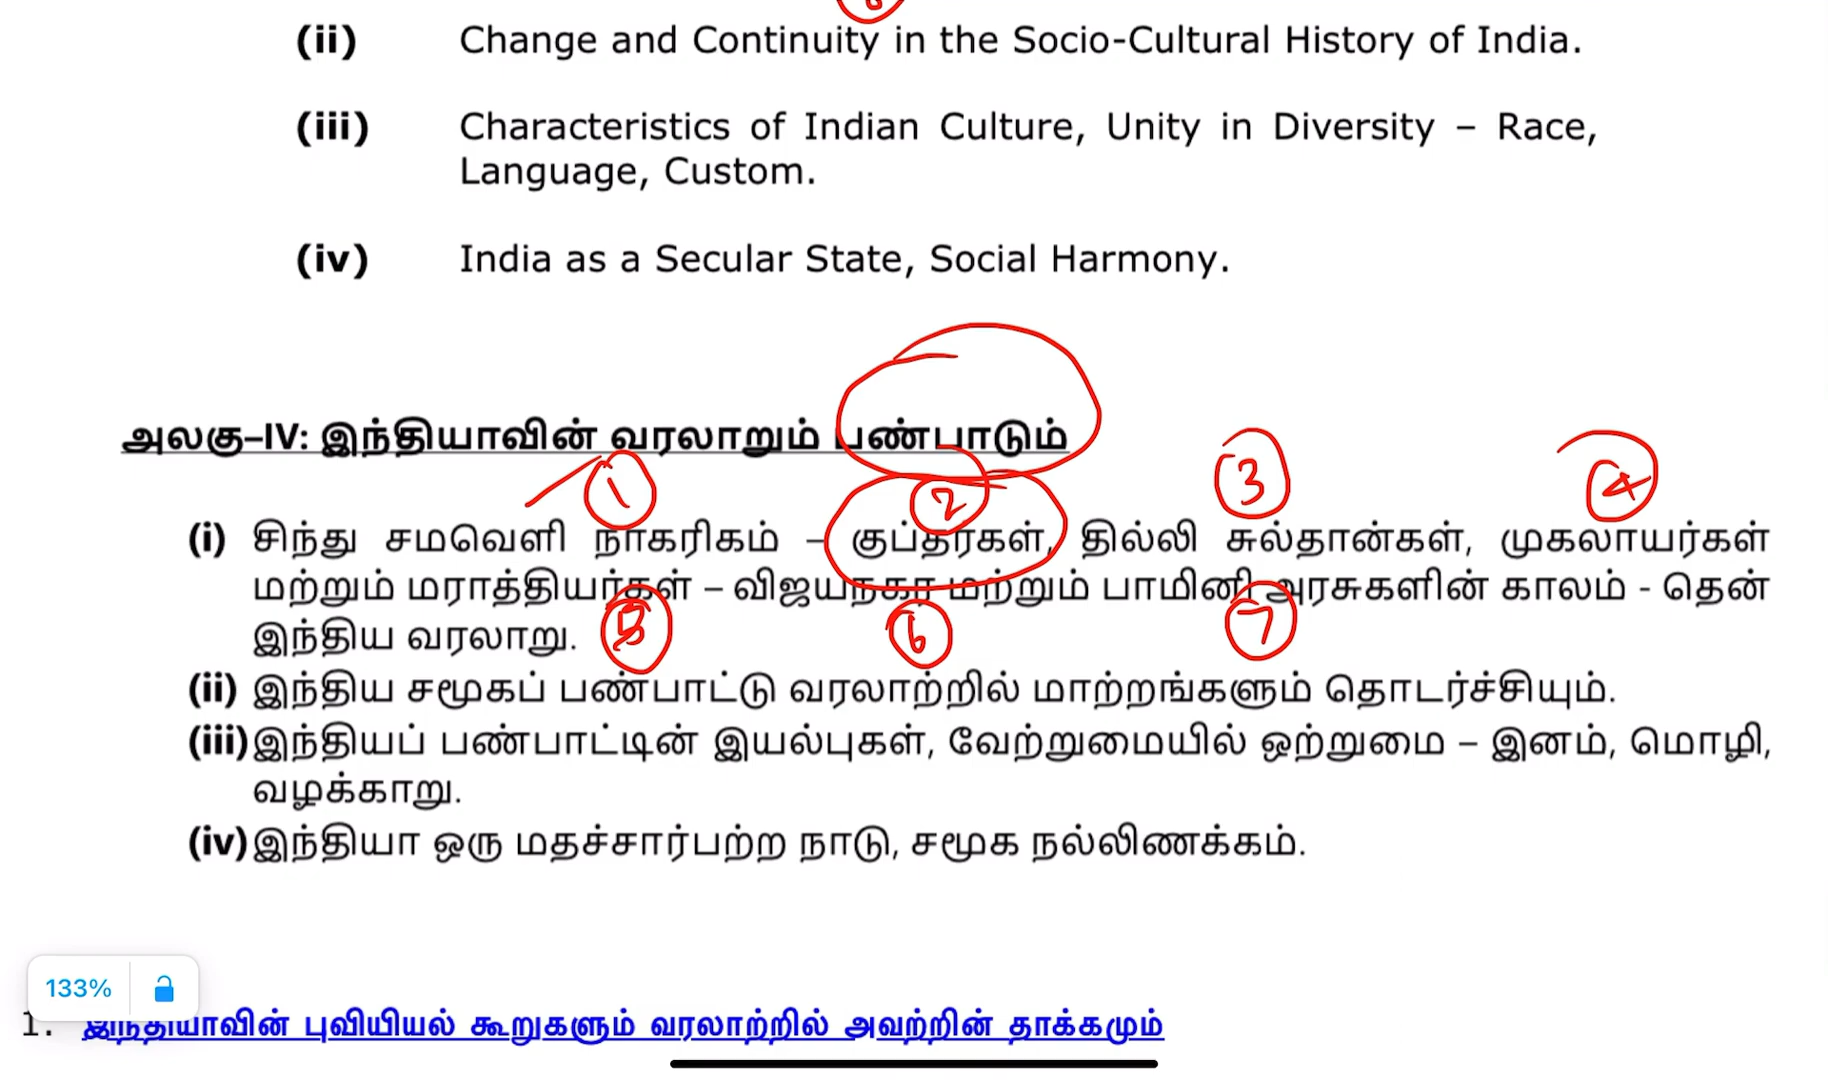 (ii) Change and Continuity in the Socio-Cultural History of India.
(iii) Characteristics of Indian Culture, Unity in Diversity – Race,
Language, Custom.
(iv) India as a Secular State, Social Harmony.
அலகு–IV: இந்தியாவின் வரலாறும் பண்பாடும்
1 2 3 4
(i) சிந்து சமவெளி நாகரிகம் – குப்தர்கள், தில்லி சுல்தான்கள், முகலாயர்கள்
மற்றும் மராத்தியர்கள் – விஜயநகர மற்றும் பாமினி அரசுகளின் காலம் - தென்
இந்திய வரலாறு.
5 6 7
(ii) இந்திய சமூகப் பண்பாட்டு வரலாற்றில் மாற்றங்களும் தொடர்ச்சியும்.
(iii) இந்தியப் பண்பாட்டின் இயல்புகள், வேற்றுமையில் ஒற்றுமை – இனம், மொழி,
வழக்காறு.
(iv) இந்தியா ஒரு மதச்சார்பற்ற நாடு, சமூக நல்லிணக்கம்.
133%
1. இந்தியாவின் புவியியல் கூறுகளும் வரலாற்றில் அவற்றின் தாக்கமும்